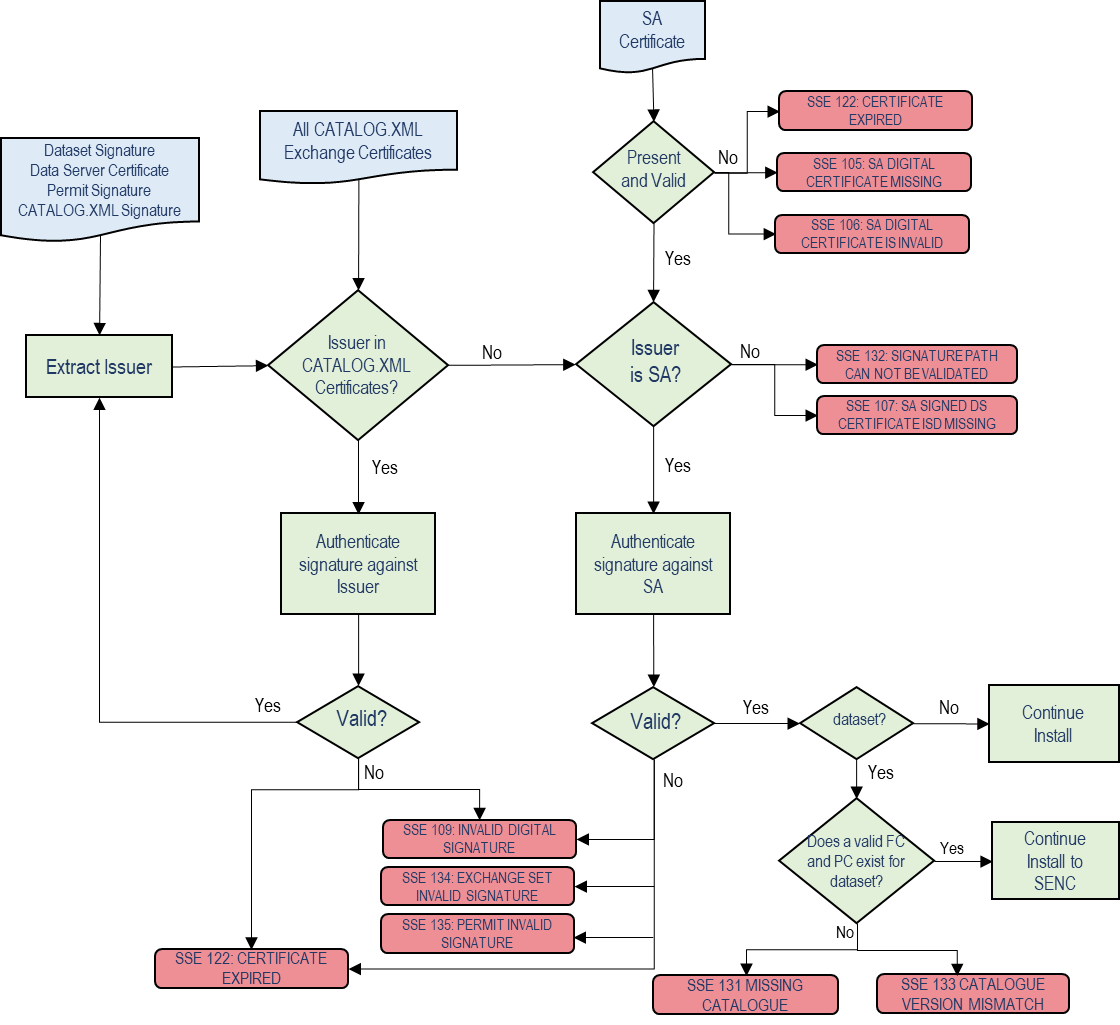 SA
Certificate
All CATALOG.XML
Exchange Certificates
Dataset Signature
Data Server Certificate
Permit Signature
CATALOG.XML Signature
Present
and Valid
No
SSE 122: CERTIFICATE
EXPIRED
SSE 105: SA DIGITAL
CERTIFICATE MISSING
SSE 106: SA DIGITAL
CERTIFICATE IS INVALID
Yes
Extract Issuer
Issuer in
CATALOG.XML
Certificates?
No
Issuer
is SA?
No
SSE 132: SIGNATURE PATH
CAN NOT BE VALIDATED
SSE 107: SA SIGNED DS
CERTIFICATE ISD MISSING
Yes
Yes
Authenticate
signature against
Issuer
Authenticate
signature against
SA
Yes
Valid?
No
Valid?
Yes
No
dataset?
No
Continue
Install
Yes
Does a valid FC
and PC exist for
dataset?
Yes
Continue
Install to
SENC
No
SSE 109: INVALID DIGITAL
SIGNATURE
SSE 134: EXCHANGE SET
INVALID SIGNATURE
SSE 135: PERMIT INVALID
SIGNATURE
SSE 122: CERTIFICATE
EXPIRED
SSE 131 MISSING
CATALOGUE
SSE 133 CATALOGUE
VERSION MISMATCH